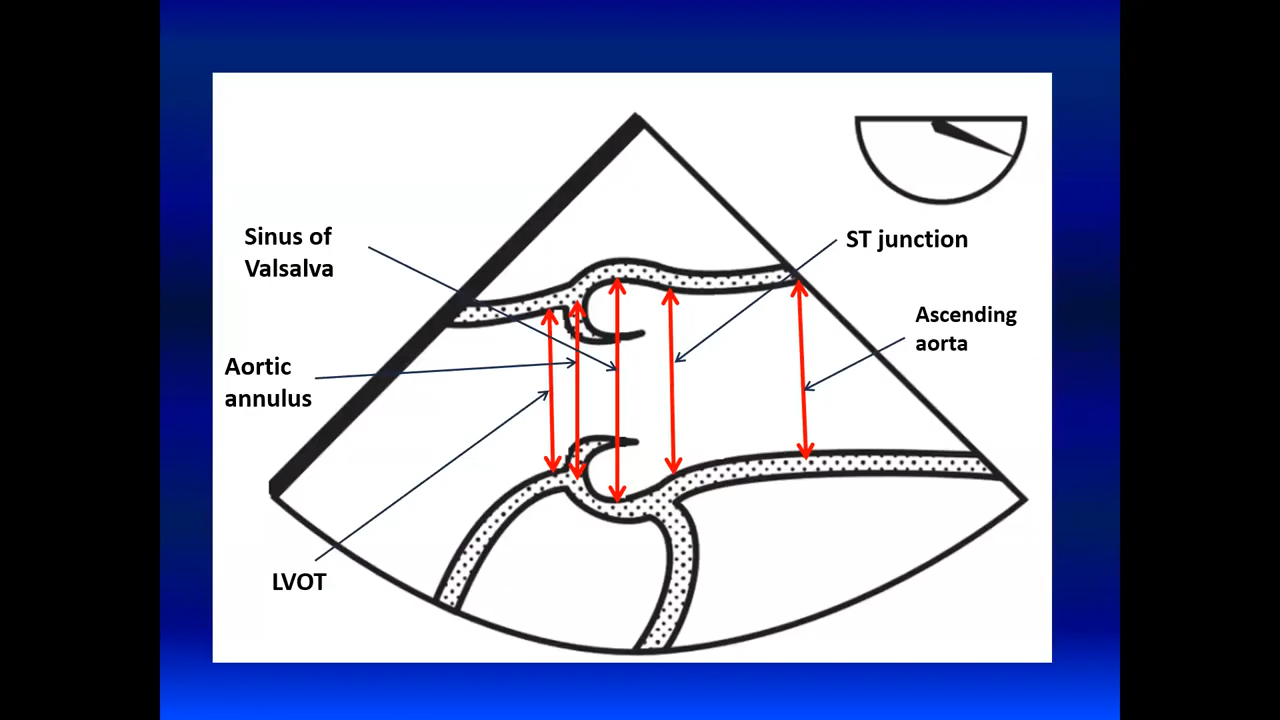 Sinus of
Valsalva
ST junction
Ascending
aorta
Aortic
annulus
LVOT